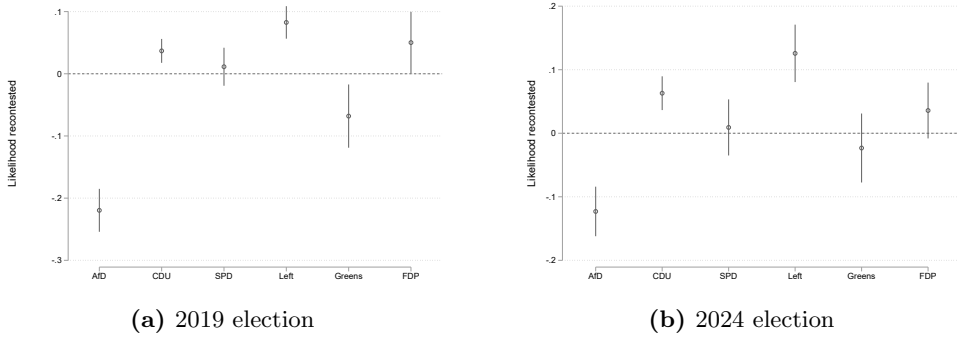 Likelihood recontested
.1
0
-.1
-.2
-.3
AfD CDU SPD Left Greens FDP
(a) 2019 election
Likelihood recontested
.2
.1
0
-.1
-.2
AfD CDU SPD Left Greens FDP
(b) 2024 election